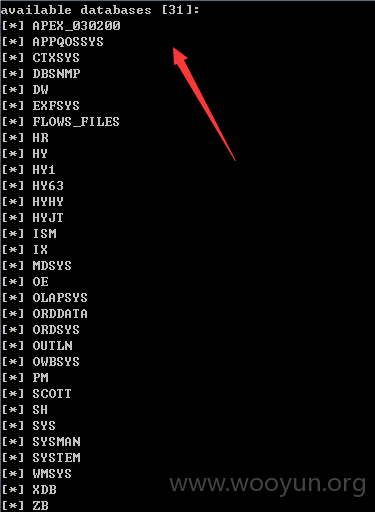 available databases [31]:
[*] APEX_030200
[*] APPQOSSYS
[*] CTXSYS
[*] DBSNMP
[*] DW
[*] EXFSYS
[*] FLOWS_FILES
[*] HR
[*] HY
[*] HY1
[*] HY63
[*] HYHY
[*] HYJT
[*] ISM
[*] IX
[*] MDSYS
[*] OE
[*] OLAPSYS
[*] ORDDATA
[*] ORDSYS
[*] OUTLN
[*] OWBSYS
[*] PM
[*] SCOTT
[*] SH
[*] SYS
[*] SYSMAN
[*] SYSTEM
[*] WMSYS
[*] XDB
[*] ZB
www.wooyun.org